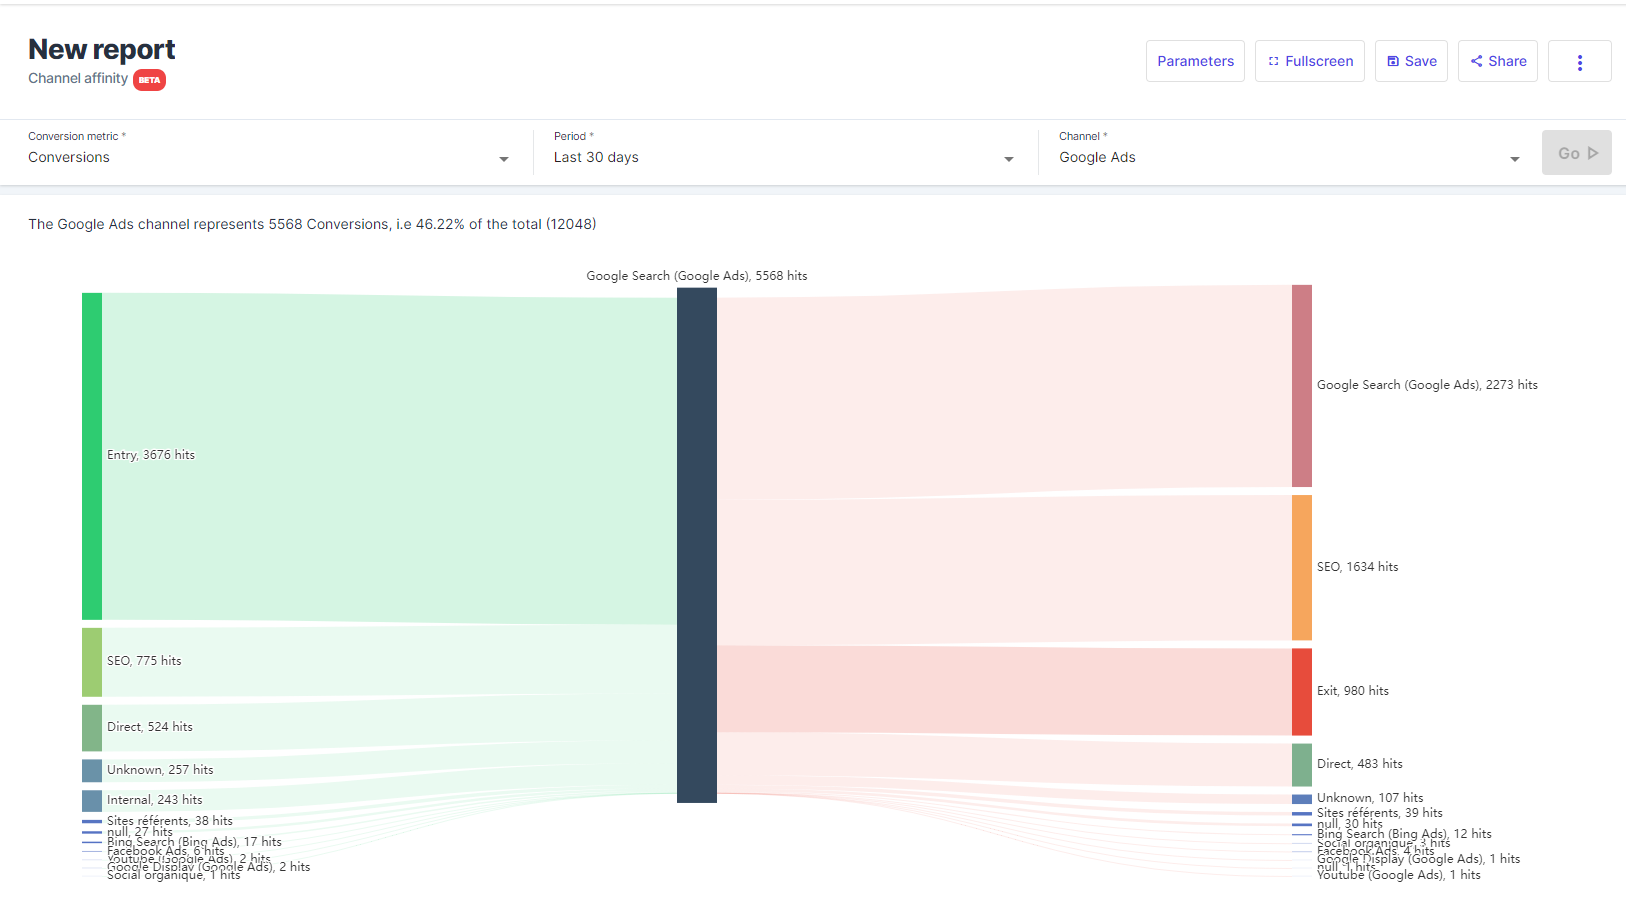 New report
Channel affinity BETA
Parameters
Fullscreen
Save
Share
Conversion metric *
Conversions
Period *
Last 30 days
Channel *
Google Ads
Go
The Google Ads channel represents 5568 Conversions, i.e 46.22% of the total (12048)
Google Search (Google Ads), 5568 hits
Entry, 3676 hits
SEO, 775 hits
Direct, 524 hits
Unknown, 257 hits
Internal, 243 hits
Sites référents, 38 hits
null, 27 hits
Bing Search (Bing Ads), 17 hits
Facebook Ads, 6 hits
Youtube (Google Ads), 2 hits
Google Display (Google Ads), 2 hits
Social organique, 1 hits
Google Search (Google Ads), 2273 hits
SEO, 1634 hits
Exit, 980 hits
Direct, 483 hits
Unknown, 107 hits
Sites référents, 39 hits
null, 30 hits
Bing Search (Bing Ads), 12 hits
Social organique, 3 hits
Facebook Ads, 4 hits
Google Display (Google Ads), 1 hits
null, 1 hits
Youtube (Google Ads), 1 hits